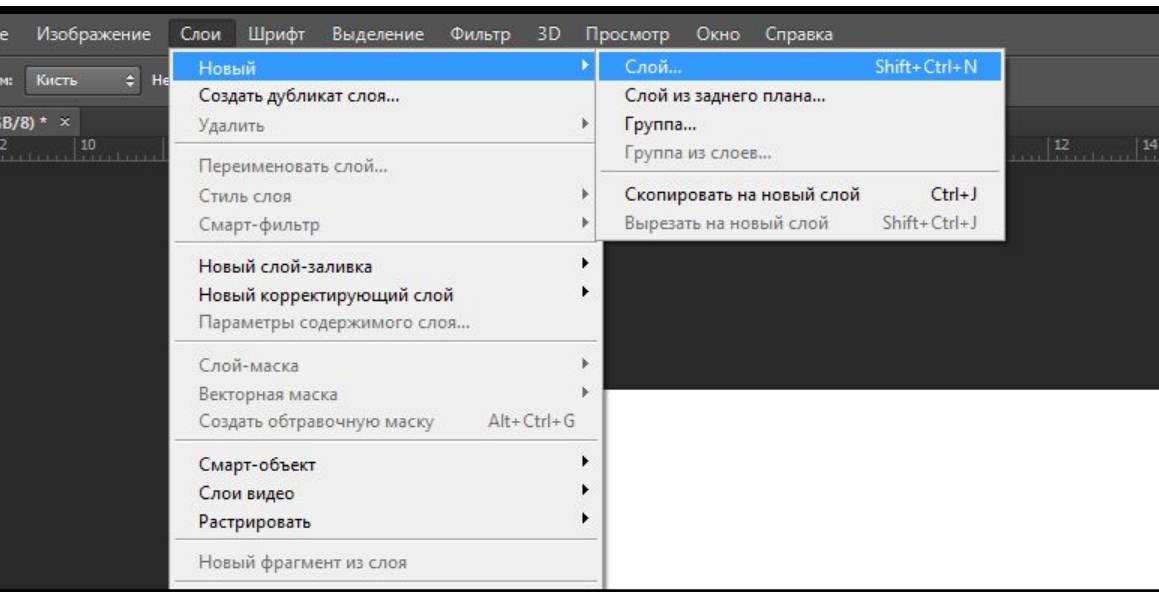 е Изображение Слои Шрифт Выделение Фильтр 3D Просмотр Окно Справка
м: Кисть Не
GB/8) * ×
2 10 12 14
Новый
Создать дубликат слоя...
Удалить
Переименовать слой...
Стиль слоя
Смарт-фильтр
Новый слой-заливка
Новый корректирующий слой
Параметры содержимого слоя...
Слой-маска
Векторная маска
Создать обтравочную маску Alt+Ctrl+G
Смарт-объект
Слои видео
Растрировать
Новый фрагмент из слоя
Слой... Shift+Ctrl+N
Слой из заднего плана...
Группа...
Группа из слоев...
Скопировать на новый слой Ctrl+J
Вырезать на новый слой Shift+Ctrl+J